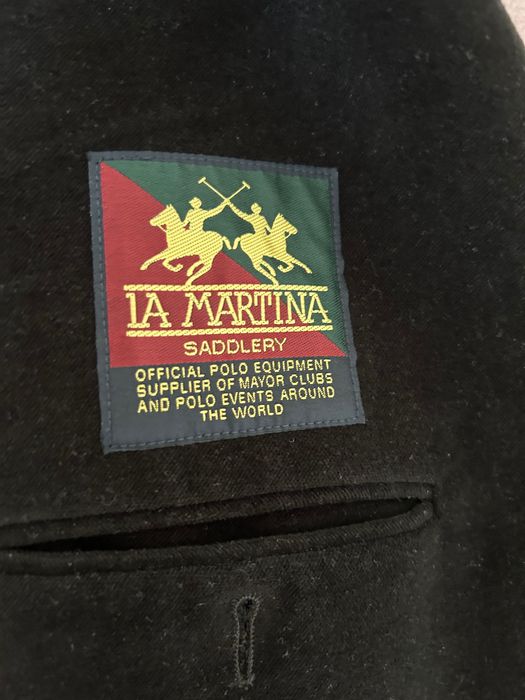 LA MARTINA
SADDLERY
OFFICIAL POLO EQUIPMENT
SUPPLIER OF MAYOR CLUBS
AND POLO EVENTS AROUND
THE WORLD